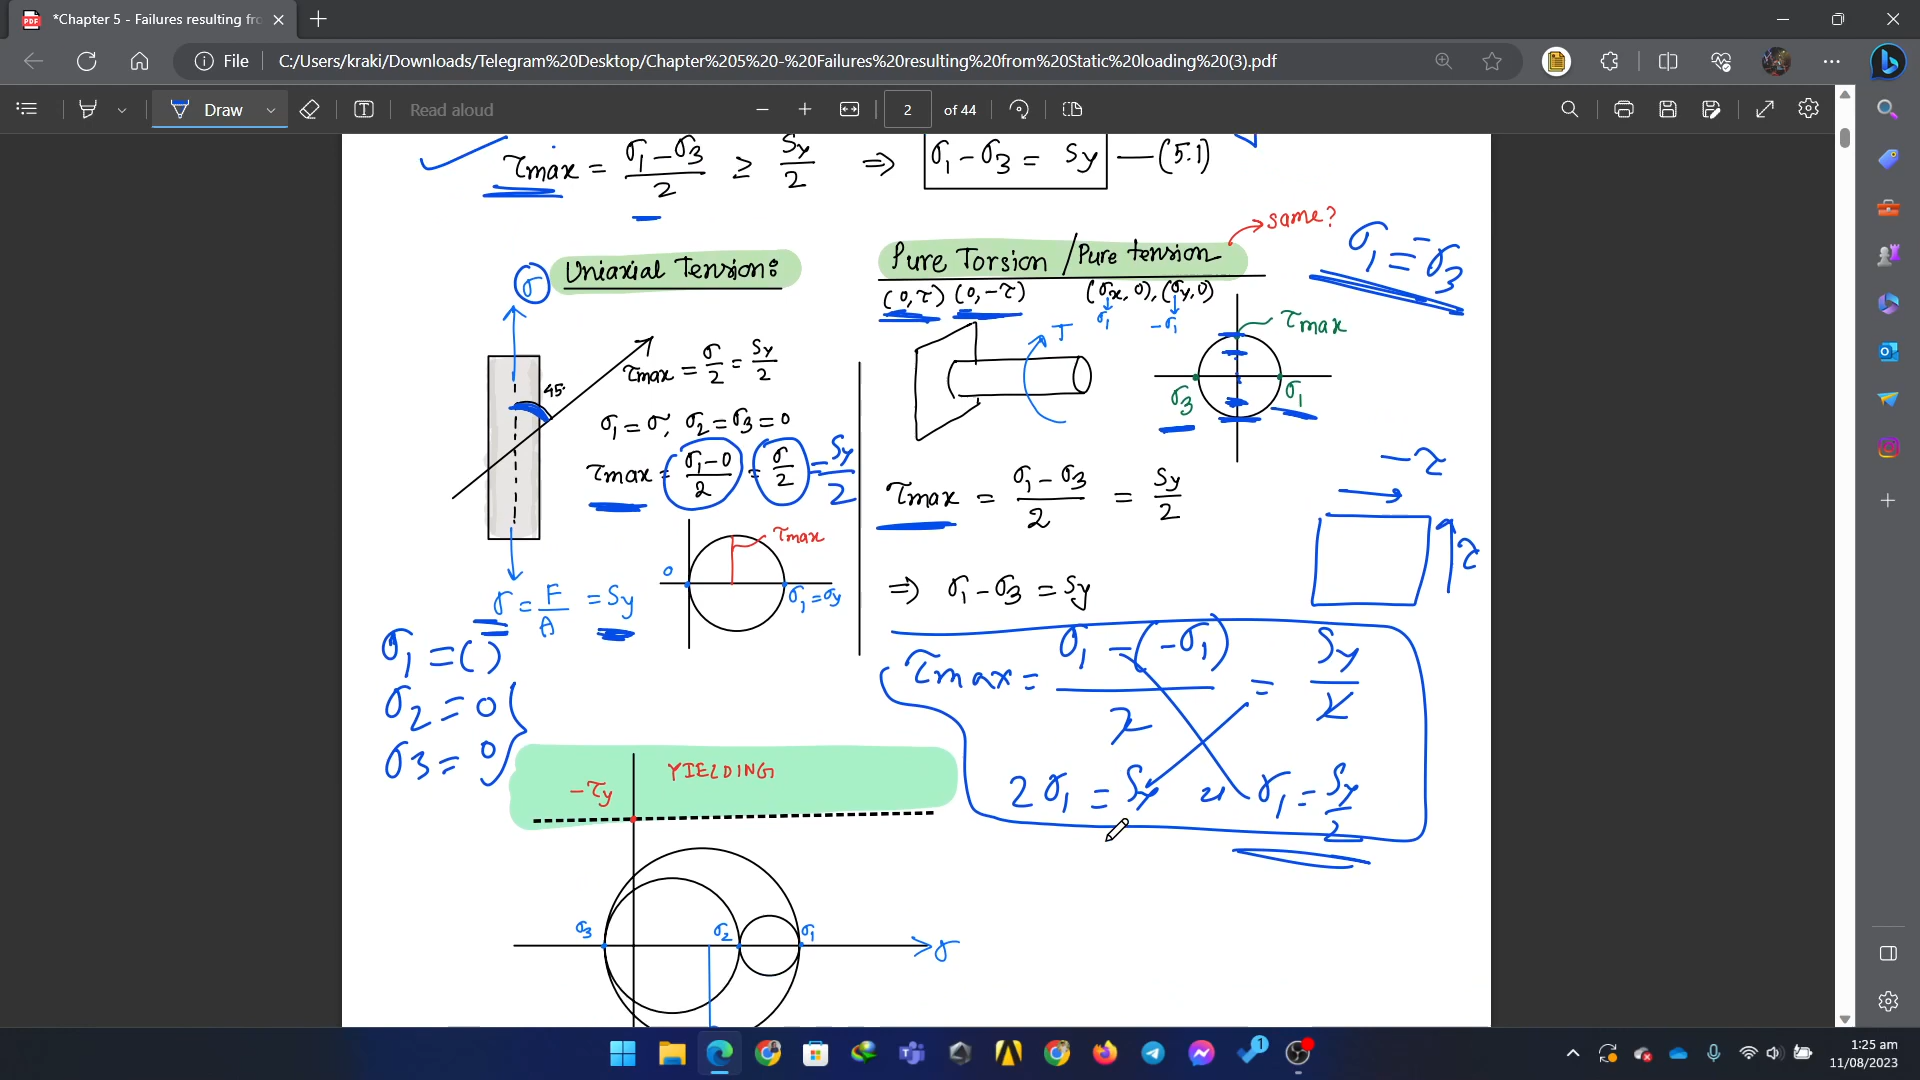 *Chapter 5 - Failures resulting fro
File
C:/Users/kraki/Downloads/Telegram%20Desktop/Chapter%205%20-%20Failures%20resulting%20from%20Static%20loading%20(3).pdf
Draw
Read aloud
2
of 44
τmax = (σ1 − σ3)/2 ≥ Sy/2 ⇒ σ1 − σ3 = Sy — (5.1)
same?
σ1 = −σ3
σ
Uniaxial Tension:
Pure Torsion / Pure tension
(0, τ) (0, −τ)
(σx, 0), (σy, 0)
σ1
−σ1
T
τmax
σ3
σ1
45°
τmax = σ/2 = Sy/2
σ1 = σ, σ2 = σ3 = 0
τmax = (σ1 − 0)/2 = σ/2 = Sy/2
τmax = (σ1 − σ3)/2 = Sy/2
−τ
τ
τmax
0
σ1 = σy
σ = F/A = Sy
⇒ σ1 − σ3 = Sy
σ1 = ( )
σ2 = 0
σ3 = 0
τmax = (σ1 − (−σ1))/2 = Sy/2
2σ1 = Sy
σ1 = Sy/2
YIELDING
−τy
σ3
σ2
σ1
σ
1
1:25 am
11/08/2023